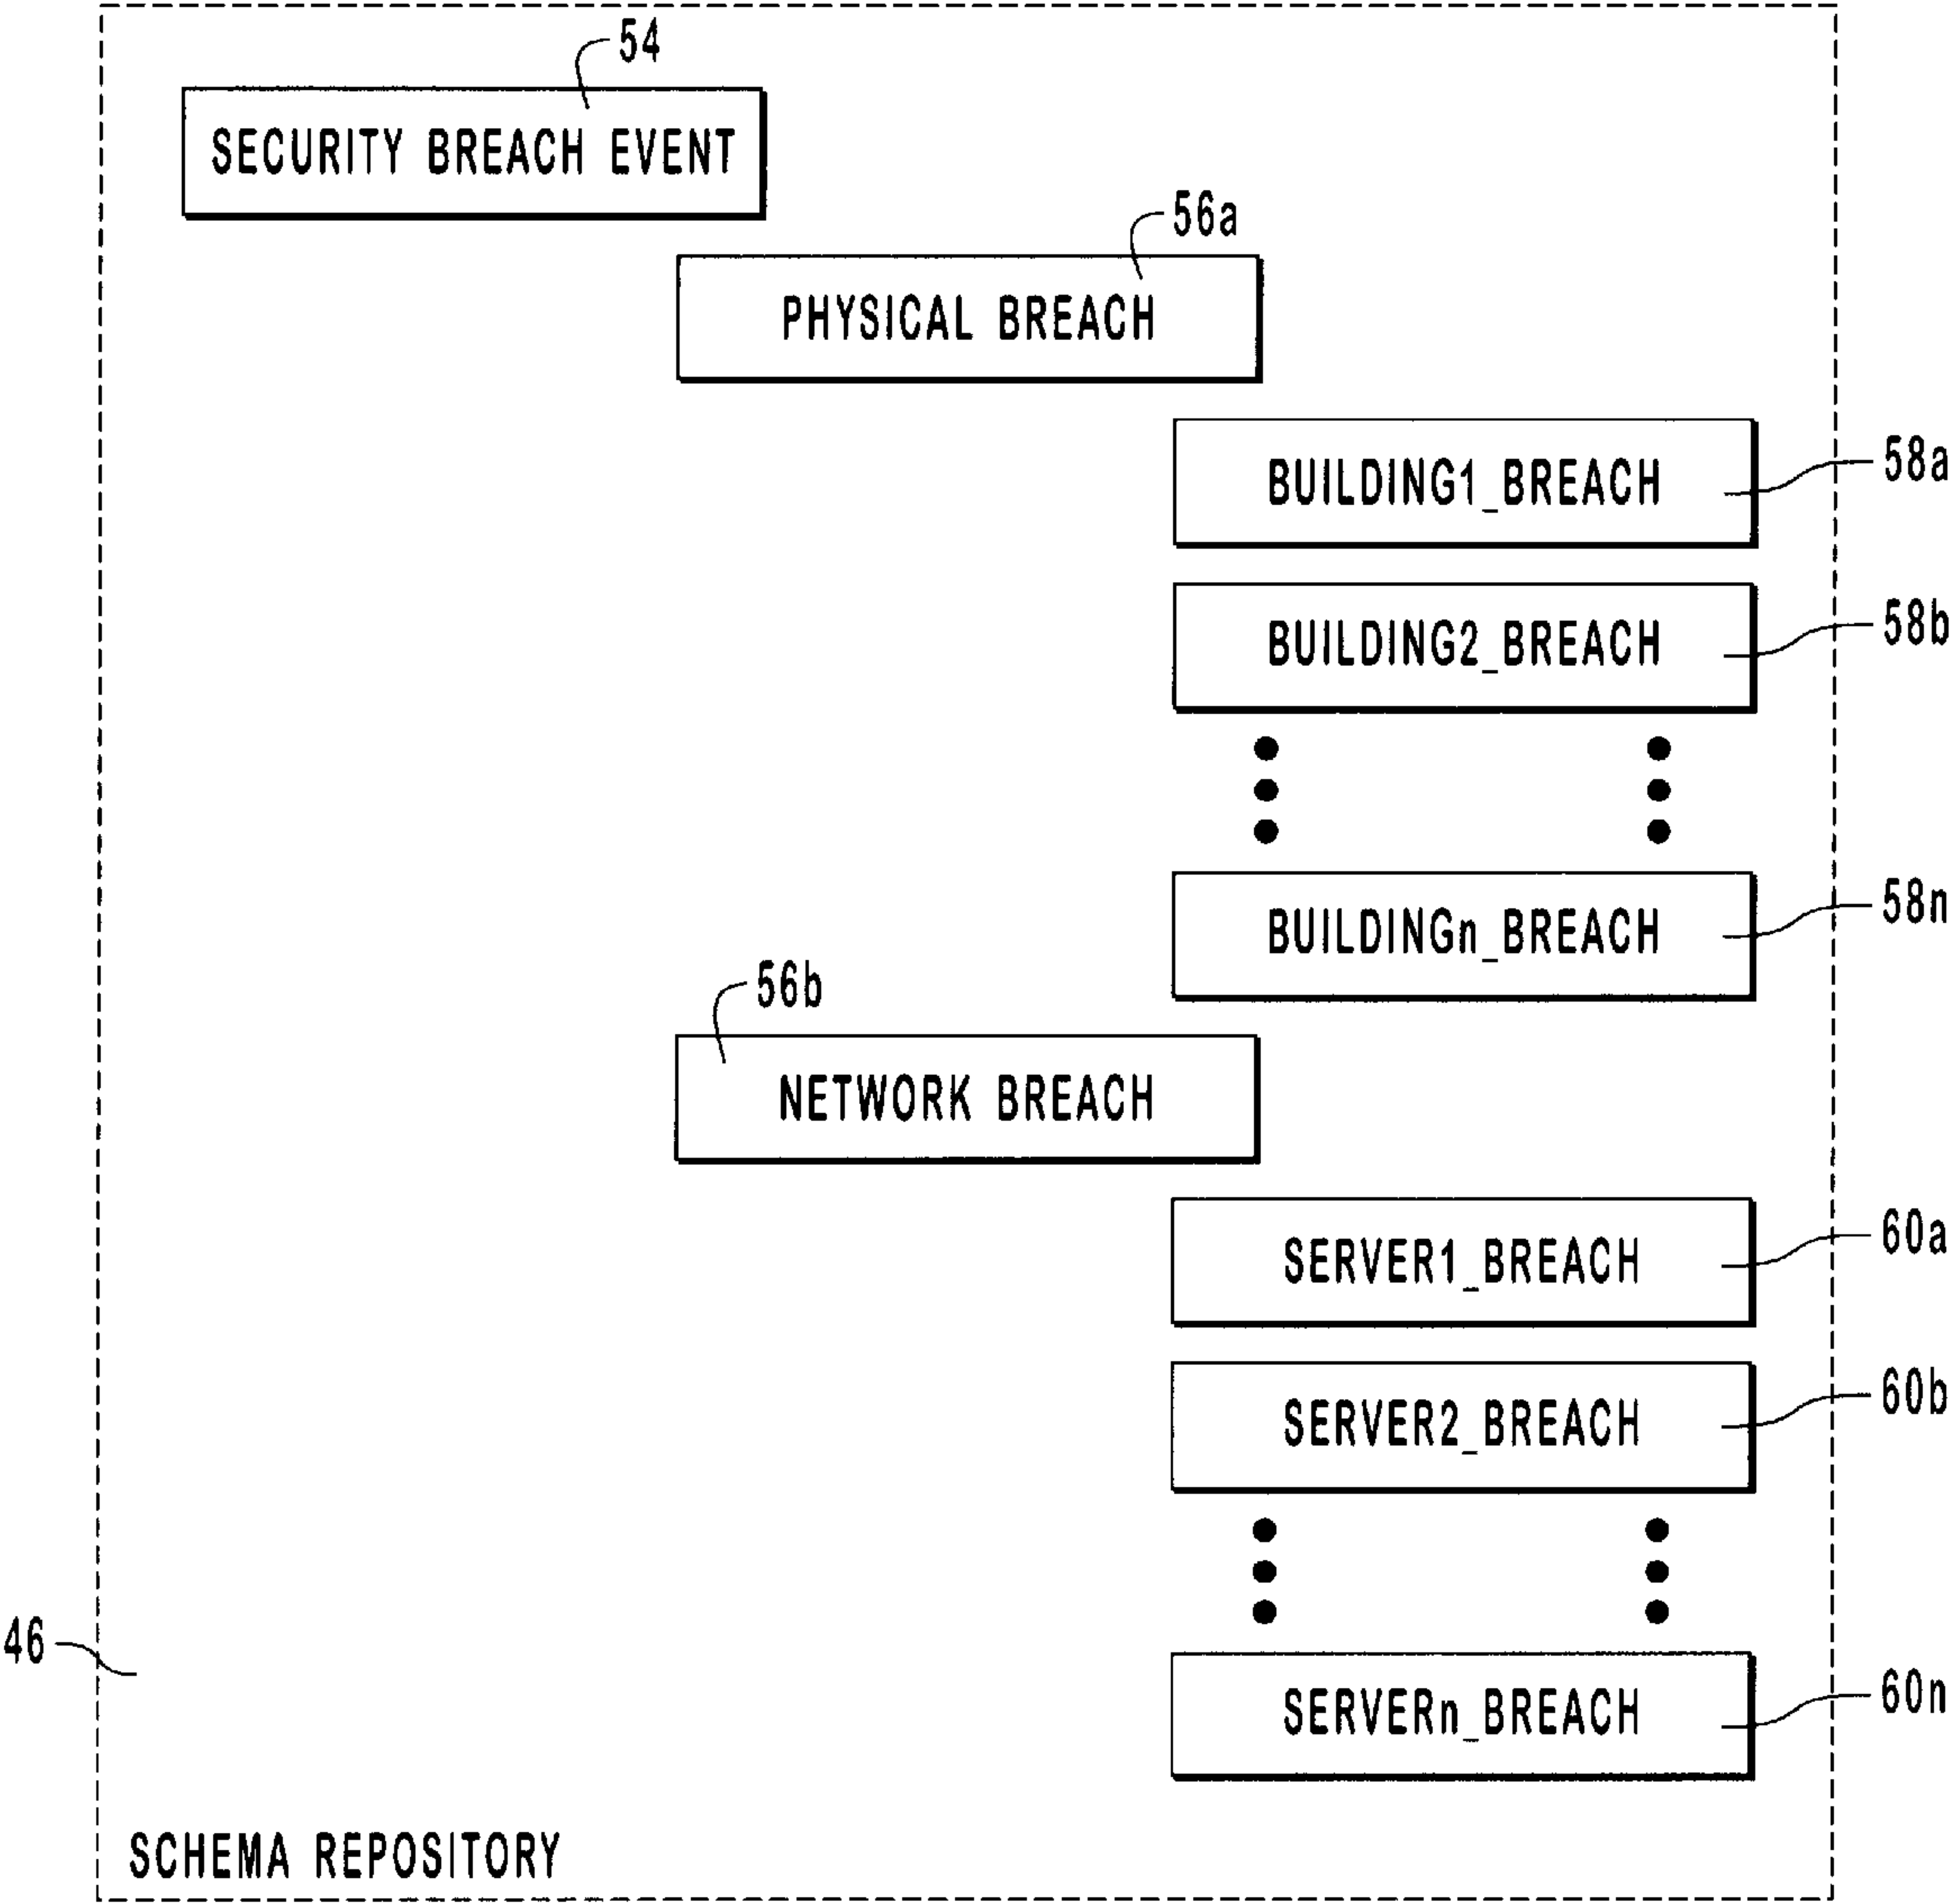 54
SECURITY BREACH EVENT
56a
PHYSICAL BREACH
BUILDING1_BREACH
58a
BUILDING2_BREACH
58b
BUILDINGn_BREACH
58n
56b
NETWORK BREACH
SERVER1_BREACH
60a
SERVER2_BREACH
60b
46
SERVERn_BREACH
60n
SCHEMA REPOSITORY